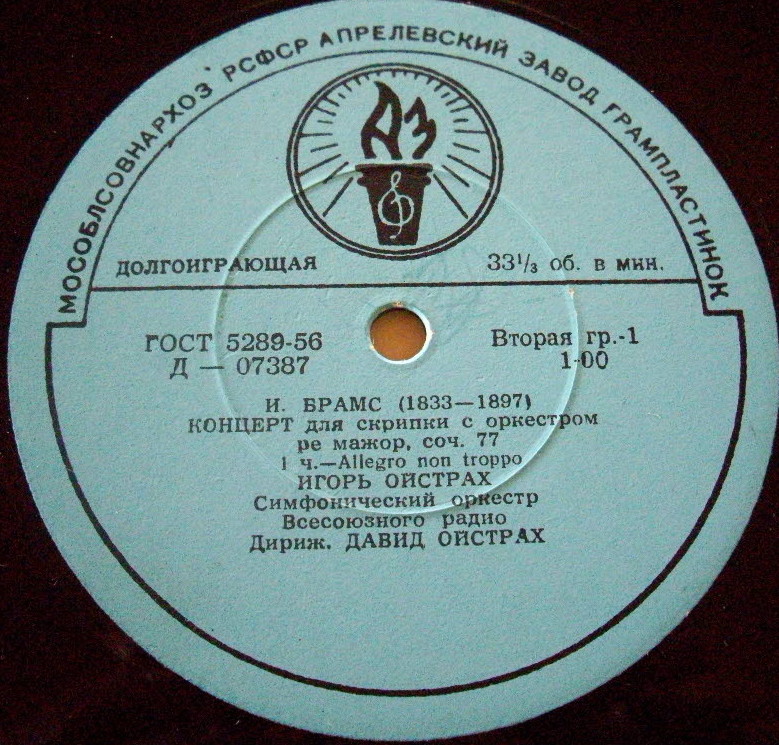 МОСОБЛСОВНАРХОЗ РСФСР АПРЕЛЕВСКИЙ ЗАВОД ГРАМПЛАСТИНОК
АЗ
ДОЛГОИГРАЮЩАЯ 33⅓ об. в мин.
ГОСТ 5289-56 Вторая гр.-1
Д — 07387 1-00
И. БРАМС (1833—1897)
КОНЦЕРТ для скрипки с оркестром
ре мажор, соч. 77
1 ч.—Allegro non troppo
ИГОРЬ ОЙСТРАХ
Симфонический оркестр
Всесоюзного радио
Дириж. ДАВИД ОЙСТРАХ